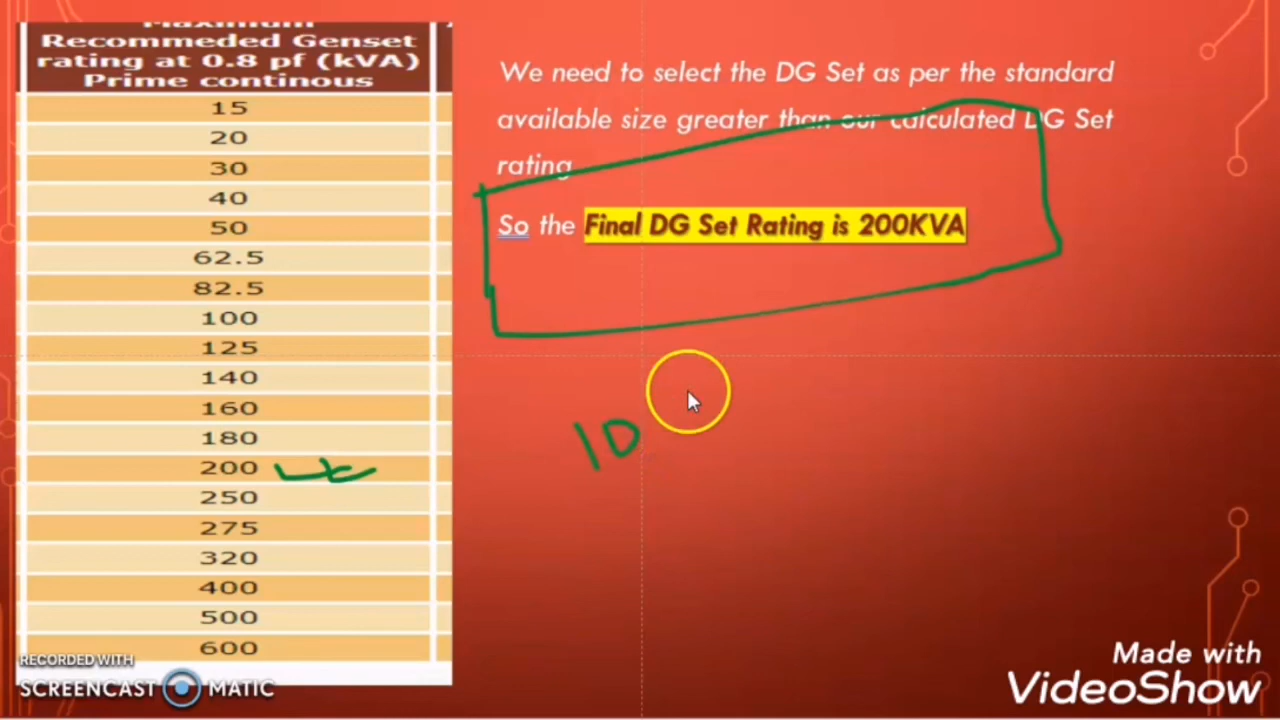 Maximum
Recommeded Genset
rating at 0.8 pf (kVA)
Prime continous
15
20
30
40
50
62.5
82.5
100
125
140
160
180
200
250
275
320
400
500
600
We need to select the DG Set as per the standard
available size greater than our calculated DG Set
rating
So the Final DG Set Rating is 200KVA
10
RECORDED WITH
SCREENCAST MATIC
Made with
VideoShow